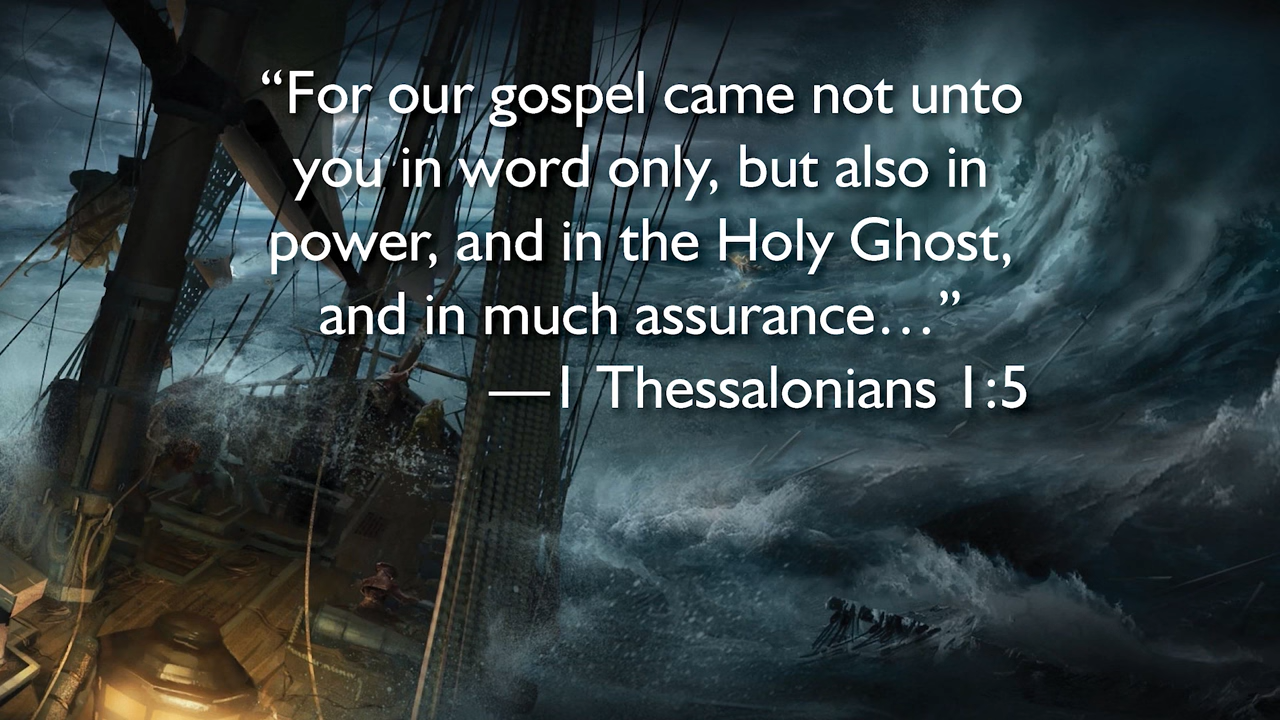 “For our gospel came not unto
you in word only, but also in
power, and in the Holy Ghost,
and in much assurance…”
—1 Thessalonians 1:5